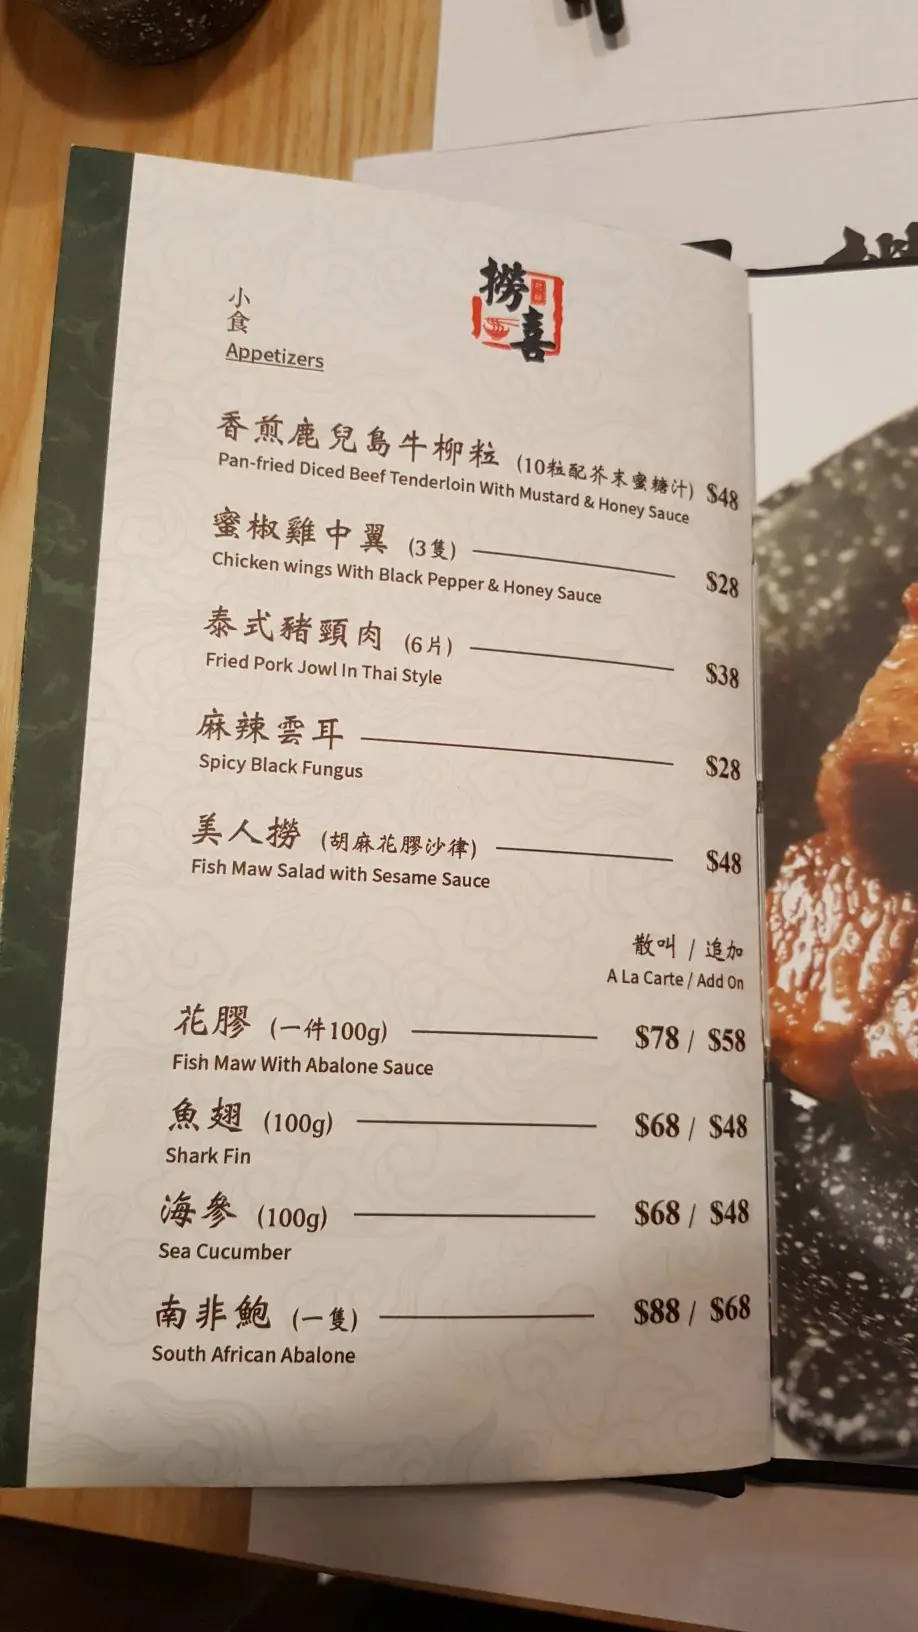 小食
Appetizers
撈喜
香煎鹿兒島牛柳粒 (10粒配芥末蜜糖汁) $48
Pan-fried Diced Beef Tenderloin With Mustard & Honey Sauce
蜜椒雞中翼 (3隻) $28
Chicken wings With Black Pepper & Honey Sauce
泰式豬頸肉 (6片) $38
Fried Pork Jowl In Thai Style
麻辣雲耳 $28
Spicy Black Fungus
美人撈 (胡麻花膠沙律) $48
Fish Maw Salad with Sesame Sauce
散叫 / 追加
A La Carte / Add On
花膠 (一件100g) $78 / $58
Fish Maw With Abalone Sauce
魚翅 (100g) $68 / $48
Shark Fin
海參 (100g) $68 / $48
Sea Cucumber
南非鮑 (一隻) $88 / $68
South African Abalone